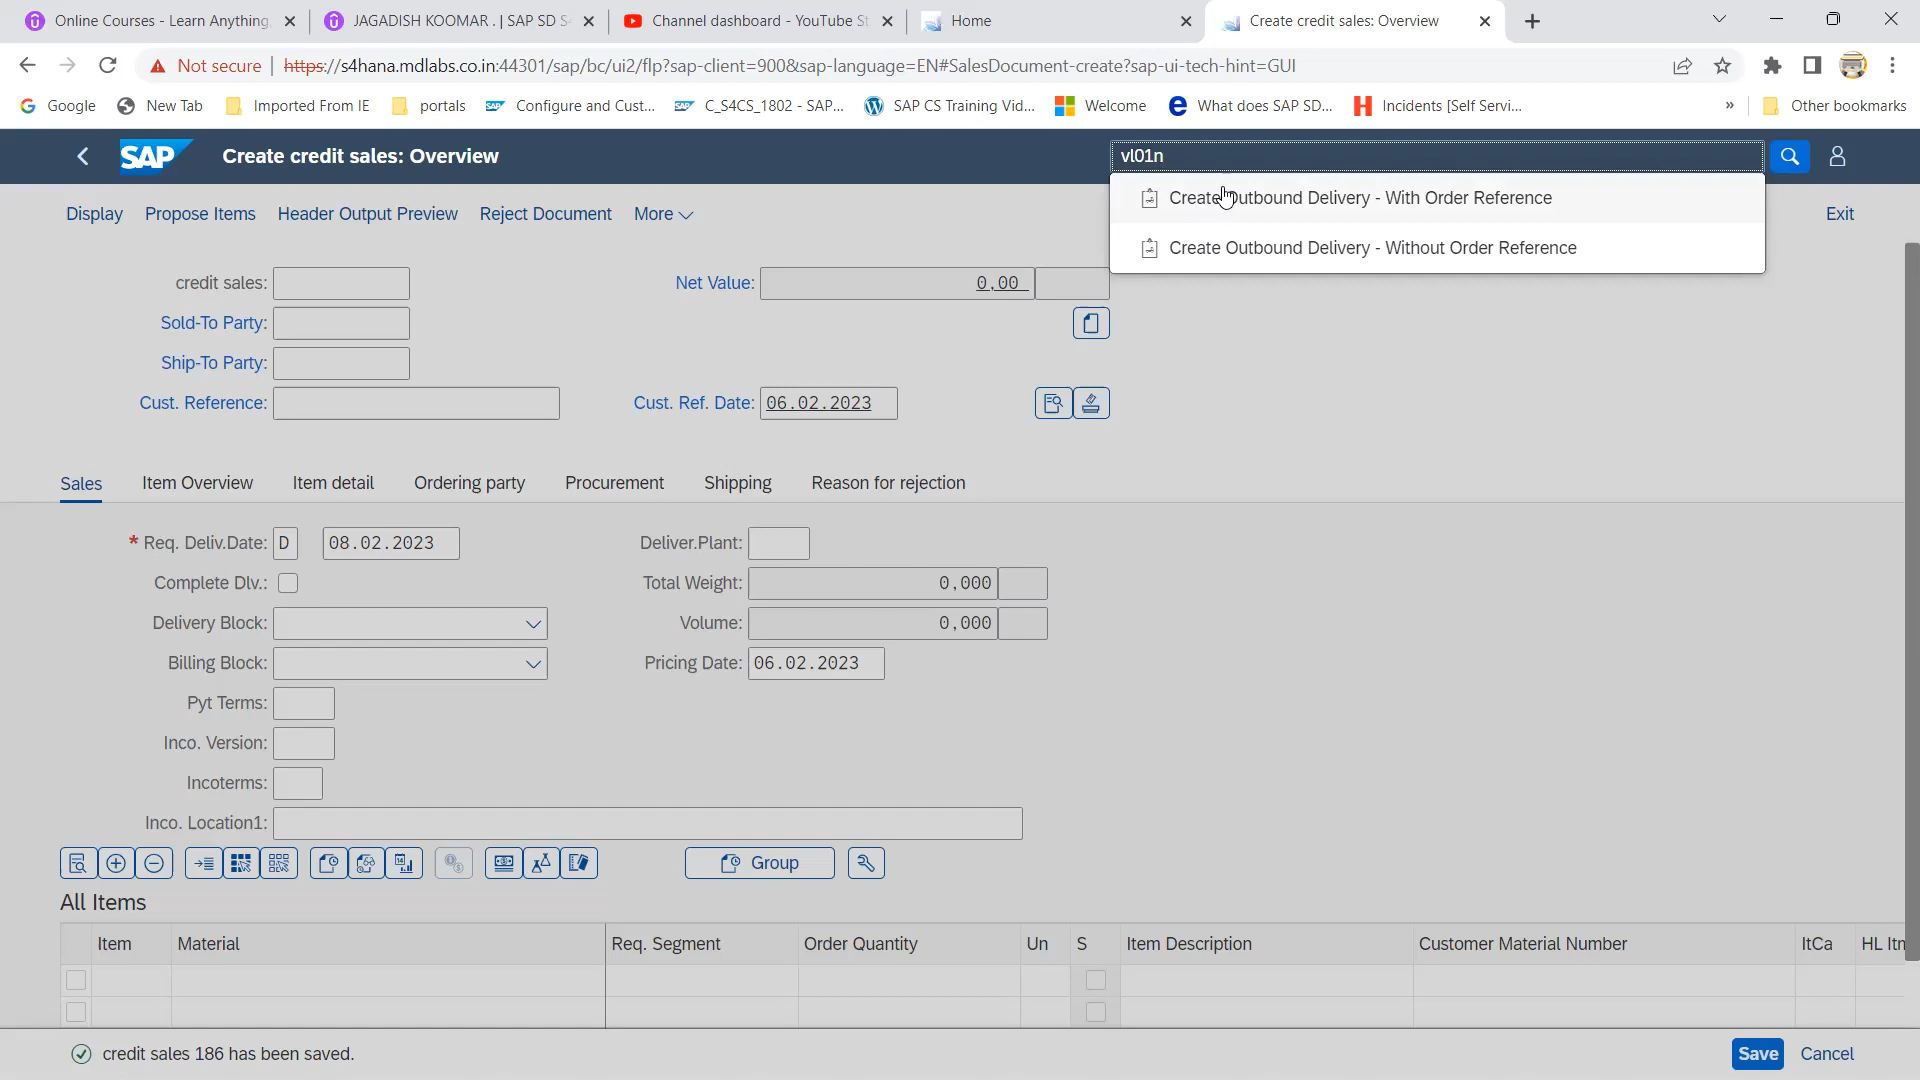 Online Courses - Learn Anything
JAGADISH KOOMAR . | SAP SD S
Channel dashboard - YouTube St
Home
Create credit sales: Overview
Not secure
https://s4hana.mdlabs.co.in:44301/sap/bc/ui2/flp?sap-client=900&sap-language=EN#SalesDocument-create?sap-ui-tech-hint=GUI
Google
New Tab
Imported From IE
portals
Configure and Cust...
C_S4CS_1802 - SAP...
SAP CS Training Vid...
Welcome
What does SAP SD...
Incidents [Self Servi...
»
Other bookmarks
SAP
Create credit sales: Overview
vl01n
Create Outbound Delivery - With Order Reference
Create Outbound Delivery - Without Order Reference
Display
Propose Items
Header Output Preview
Reject Document
More
Exit
credit sales:
Net Value: 0,00
Sold-To Party:
Ship-To Party:
Cust. Reference:
Cust. Ref. Date: 06.02.2023
Sales
Item Overview
Item detail
Ordering party
Procurement
Shipping
Reason for rejection
* Req. Deliv.Date: D 08.02.2023
Deliver.Plant:
Complete Dlv.:
Total Weight: 0,000
Delivery Block:
Volume: 0,000
Billing Block:
Pricing Date: 06.02.2023
Pyt Terms:
Inco. Version:
Incoterms:
Inco. Location1:
Group
All Items
Item
Material
Req. Segment
Order Quantity
Un
S
Item Description
Customer Material Number
ItCa
HL Itn
credit sales 186 has been saved.
Save
Cancel